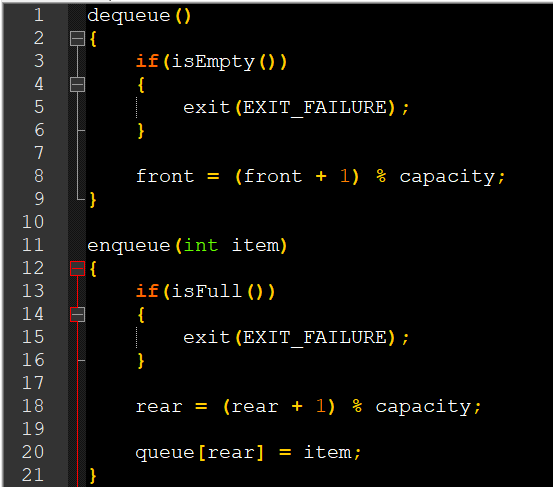 1 dequeue()
2 {
3     if(isEmpty())
4     {
5         exit(EXIT_FAILURE);
6     }
7
8     front = (front + 1) % capacity;
9 }
10
11 enqueue(int item)
12 {
13     if(isFull())
14     {
15         exit(EXIT_FAILURE);
16     }
17
18     rear = (rear + 1) % capacity;
19
20     queue[rear] = item;
21 }